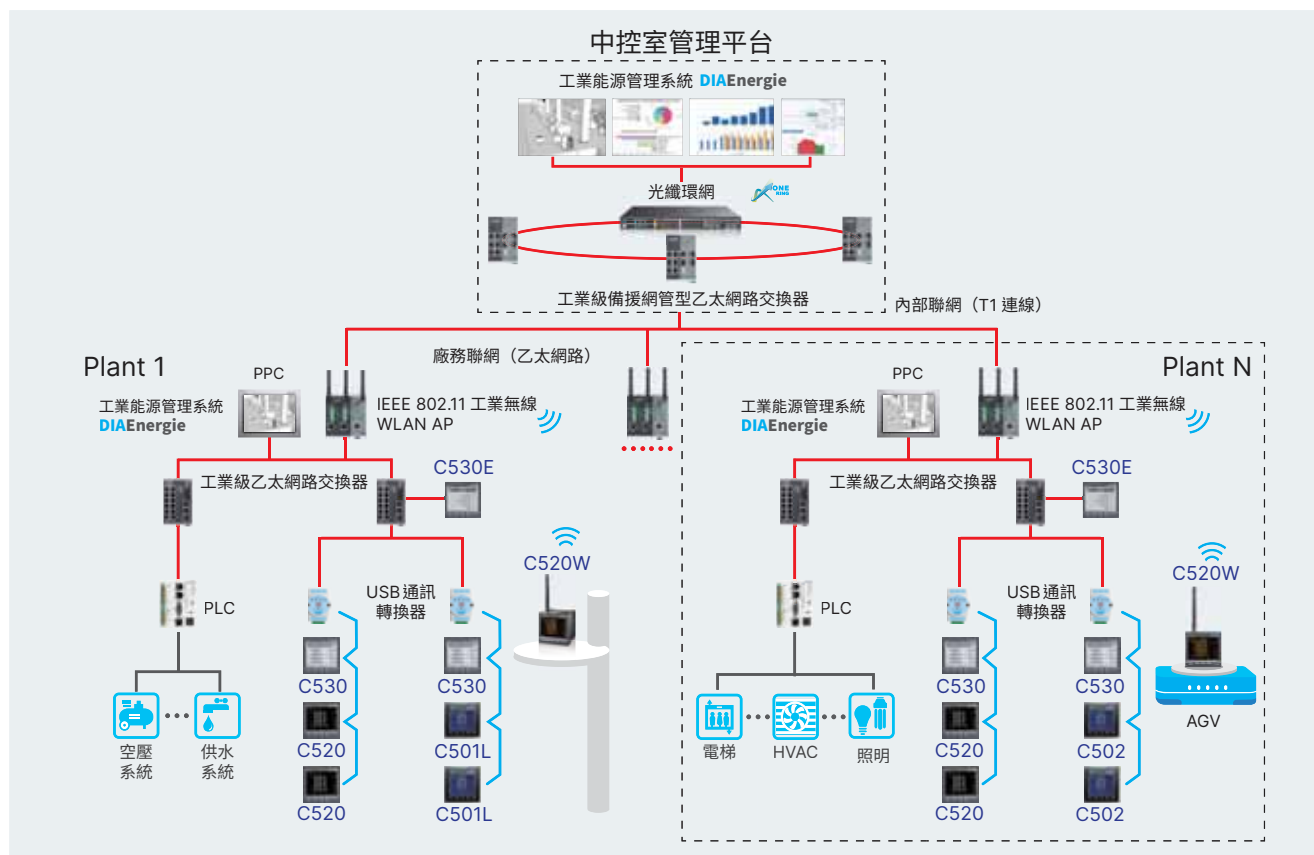 中控室管理平台
工業能源管理系統 DIAEnergie
光纖環網
ONE
RING
工業級備援網管型乙太網路交換器
內部聯網（T1 連線）
廠務聯網（乙太網路）
Plant 1
PPC
工業能源管理系統
DIAEnergie
IEEE 802.11 工業無線
WLAN AP
工業級乙太網路交換器
C530E
C520W
PLC
USB 通訊
轉換器
C530
C530
C520
C501L
C520
C501L
空壓
系統
供水
系統
Plant N
PPC
工業能源管理系統
DIAEnergie
IEEE 802.11 工業無線
WLAN AP
工業級乙太網路交換器
C530E
C520W
PLC
USB 通訊
轉換器
C530
C530
C520
C502
C520
C502
電梯
HVAC
照明
AGV